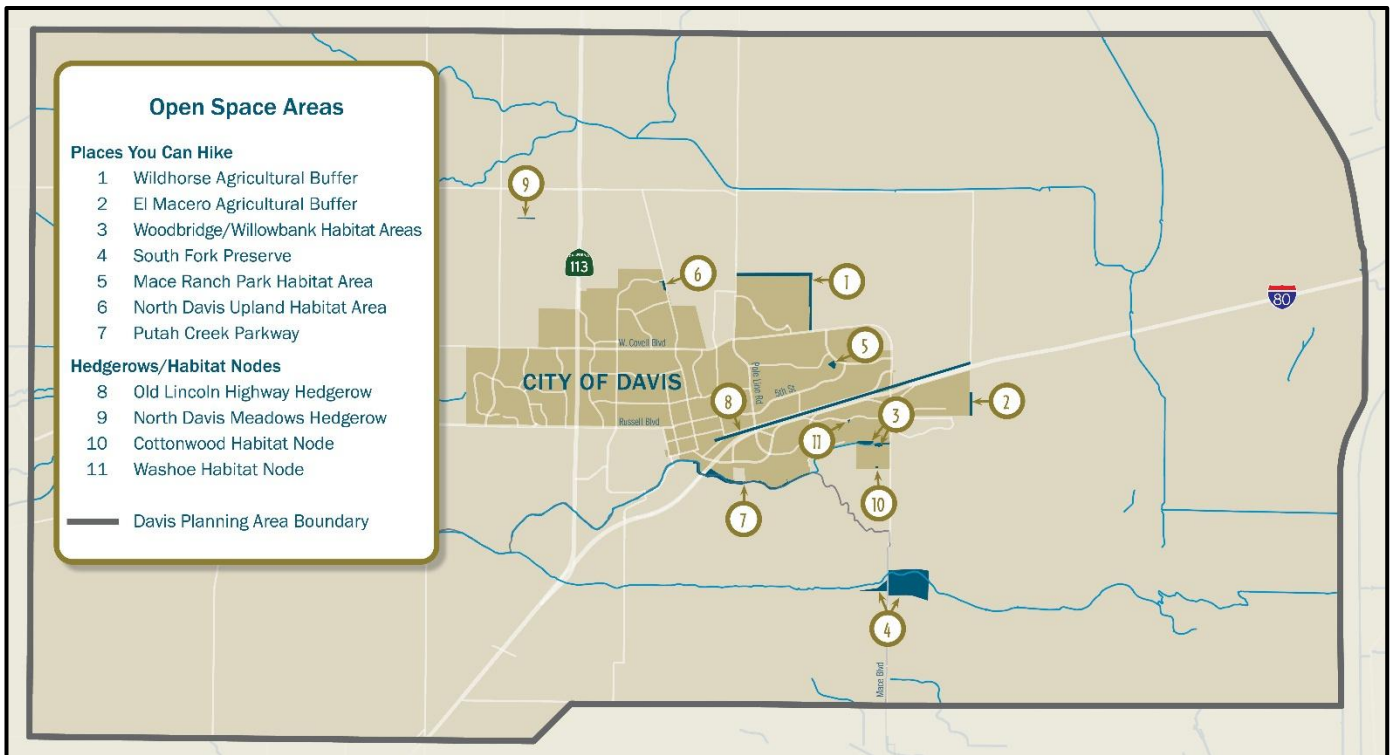 Open Space Areas
Places You Can Hike
1 Wildhorse Agricultural Buffer
2 El Macero Agricultural Buffer
3 Woodbridge/Willowbank Habitat Areas
4 South Fork Preserve
5 Mace Ranch Park Habitat Area
6 North Davis Upland Habitat Area
7 Putah Creek Parkway
Hedgerows/Habitat Nodes
8 Old Lincoln Highway Hedgerow
9 North Davis Meadows Hedgerow
10 Cottonwood Habitat Node
11 Washoe Habitat Node
Davis Planning Area Boundary
9
113
6
1
80
W. Covell Blvd
5
CITY OF DAVIS
Pole Line Rd
5th St
8
2
Russell Blvd
11
3
10
7
4
Mace Blvd